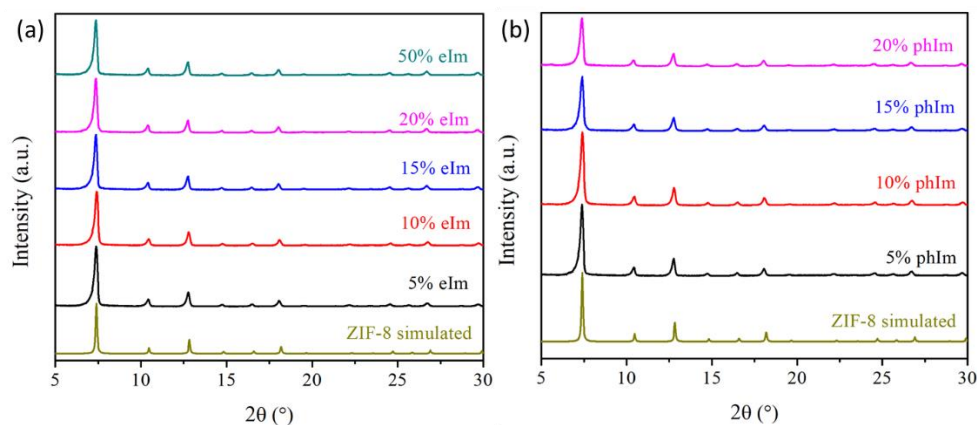 (a)
50% eIm
20% eIm
15% eIm
10% eIm
5% eIm
ZIF-8 simulated
Intensity (a.u.)
5 10 15 20 25 30
2θ (°)
(b)
20% phIm
15% phIm
10% phIm
5% phIm
ZIF-8 simulated
Intensity (a.u.)
5 10 15 20 25 30
2θ (°)